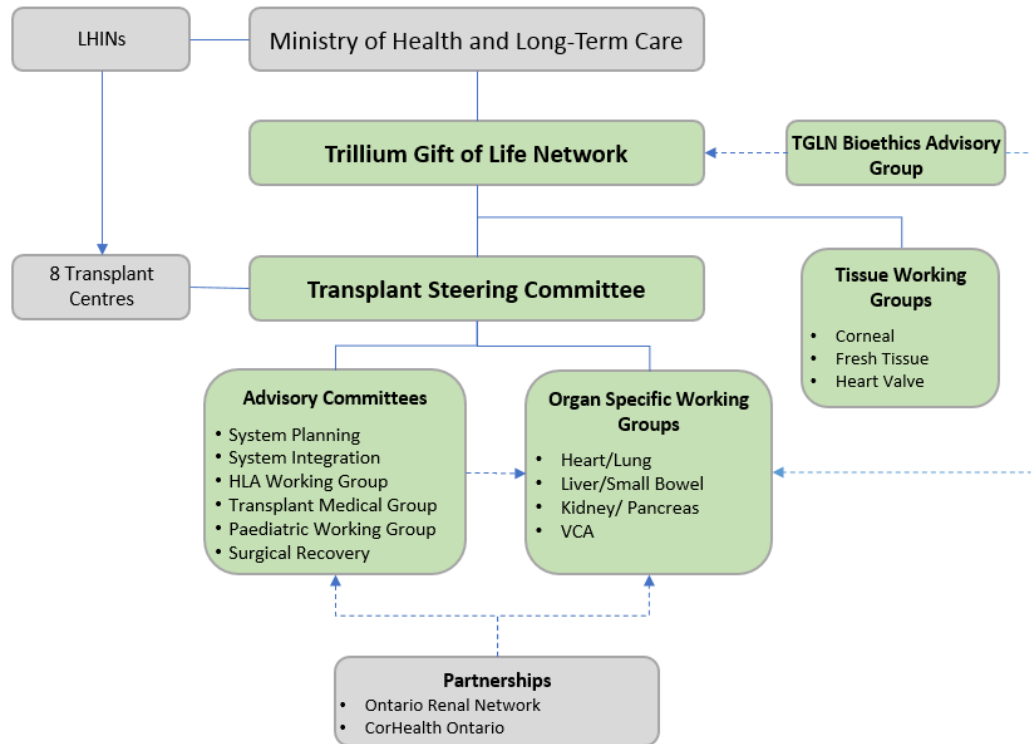 LHINs
Ministry of Health and Long-Term Care
Trillium Gift of Life Network
TGLN Bioethics Advisory
Group
8 Transplant
Centres
Transplant Steering Committee
Tissue Working
Groups
• Corneal
• Fresh Tissue
• Heart Valve
Advisory Committees
• System Planning
• System Integration
• HLA Working Group
• Transplant Medical Group
• Paediatric Working Group
• Surgical Recovery
Organ Specific Working
Groups
• Heart/Lung
• Liver/Small Bowel
• Kidney/ Pancreas
• VCA
Partnerships
• Ontario Renal Network
• CorHealth Ontario